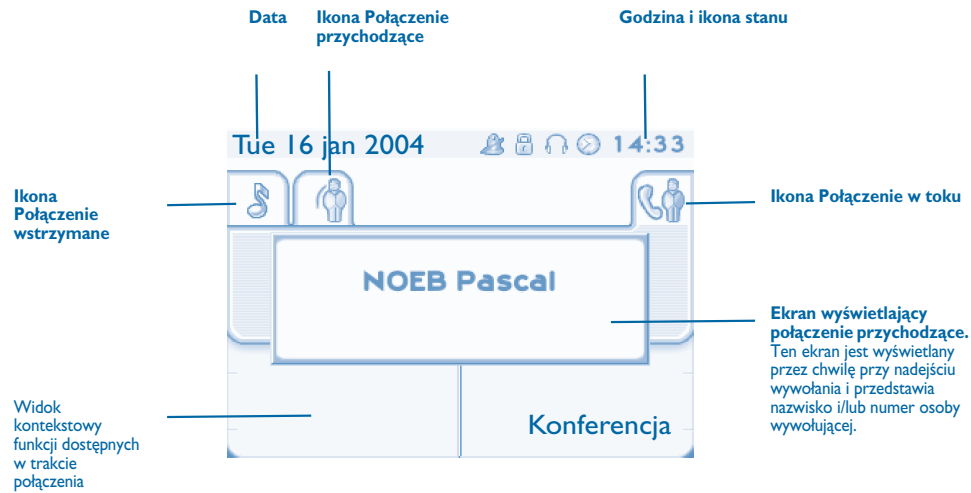 Data
Ikona Połączenie
przychodzące
Godzina i ikona stanu
Tue 16 jan 2004
14:33
Ikona
Połączenie
wstrzymane
Ikona Połączenie w toku
NOEB Pascal
Ekran wyświetlający
połączenie przychodzące.
Ten ekran jest wyświetlany
przez chwilę przy nadejściu
wywołania i przedstawia
nazwisko i/lub numer osoby
wywołującej.
Widok
kontekstowy
funkcji dostępnych
w trakcie
połączenia
Konferencja